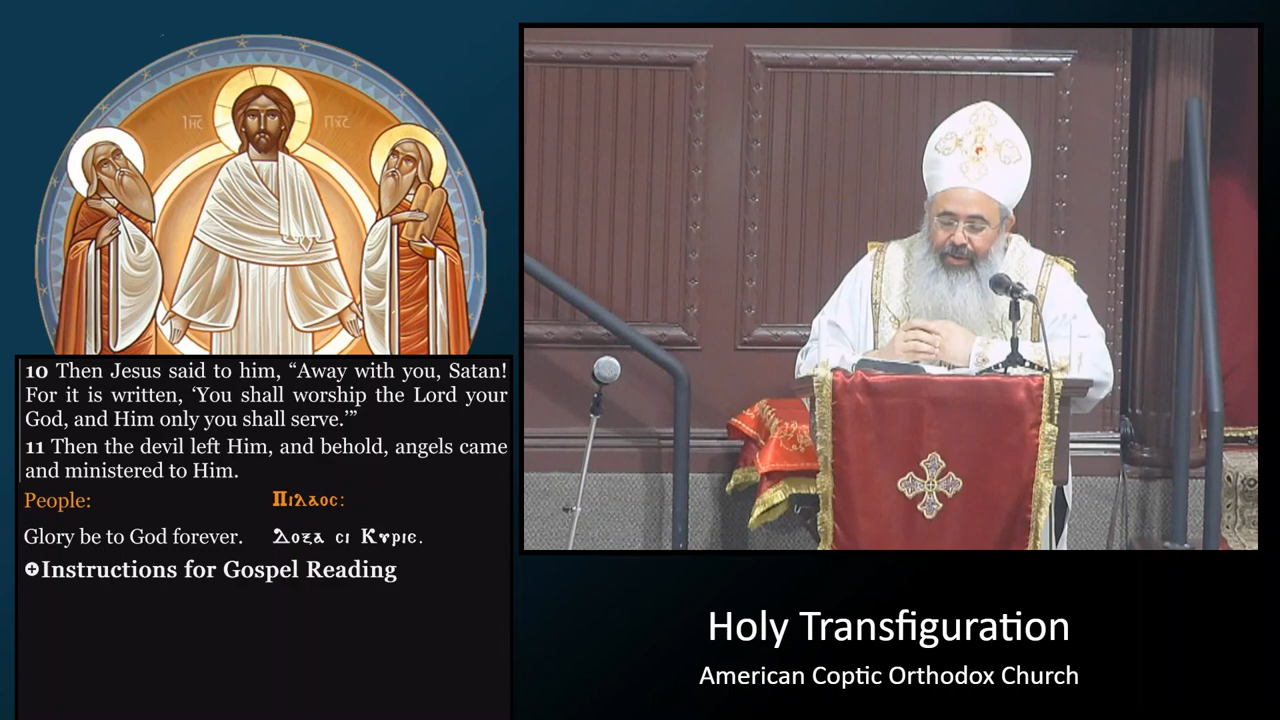 ⲒⲎⲤ ⲠⲬⲤ
10 Then Jesus said to him, “Away with you, Satan!
For it is written, ‘You shall worship the Lord your
God, and Him only you shall serve.’”
11 Then the devil left Him, and behold, angels came
and ministered to Him.
People: Ⲡⲓⲗⲁⲟⲥ:
Glory be to God forever. Ⲇⲟⲝⲁ ⲥⲓ Ⲕⲩⲣⲓⲉ.
Instructions for Gospel Reading
Holy Transfiguration
American Coptic Orthodox Church